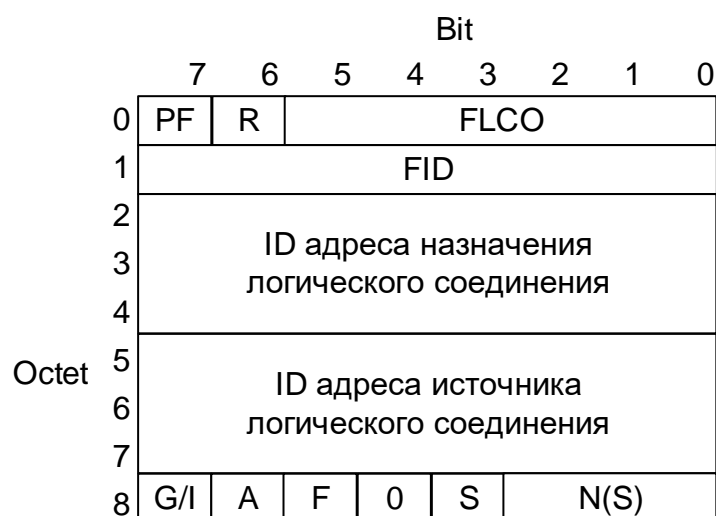 Bit
7 6 5 4 3 2 1 0
0 PF R FLCO
1 FID
2
3 ID адреса назначения
логического соединения
4
Octet
5
6 ID адреса источника
логического соединения
7
8 G/I A F 0 S N(S)